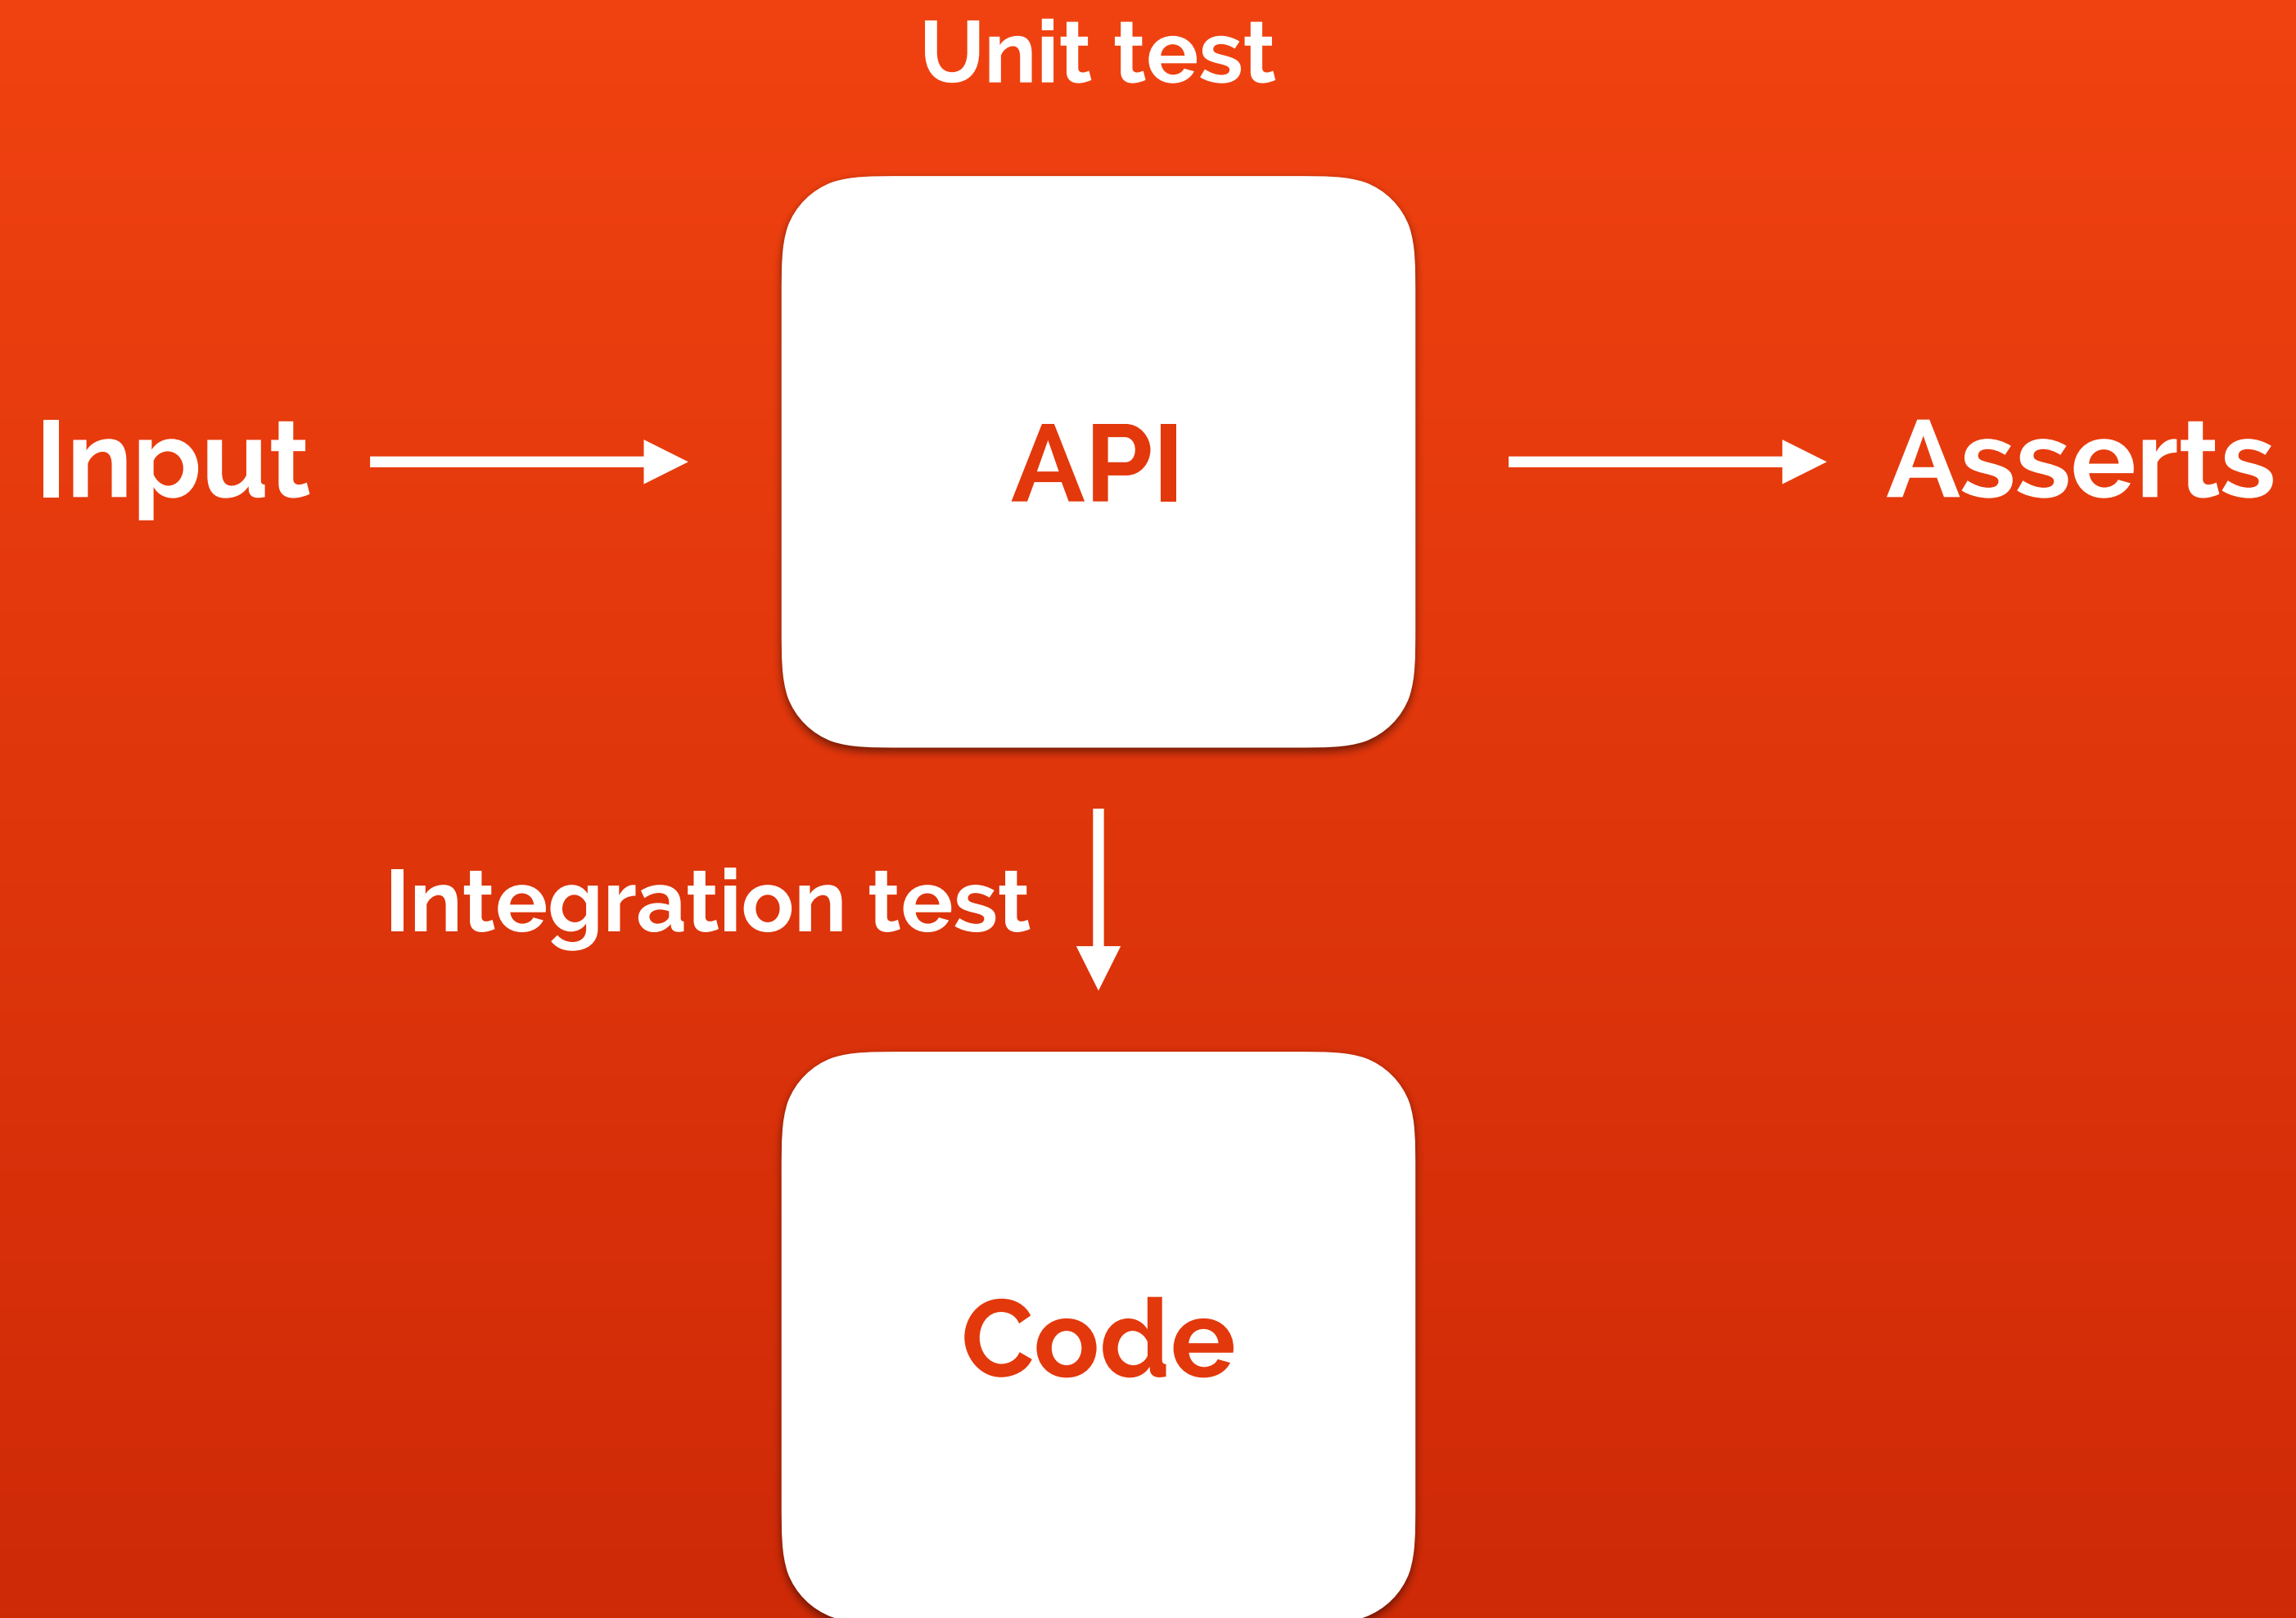 Unit test
Input
API
Asserts
Integration test
Code